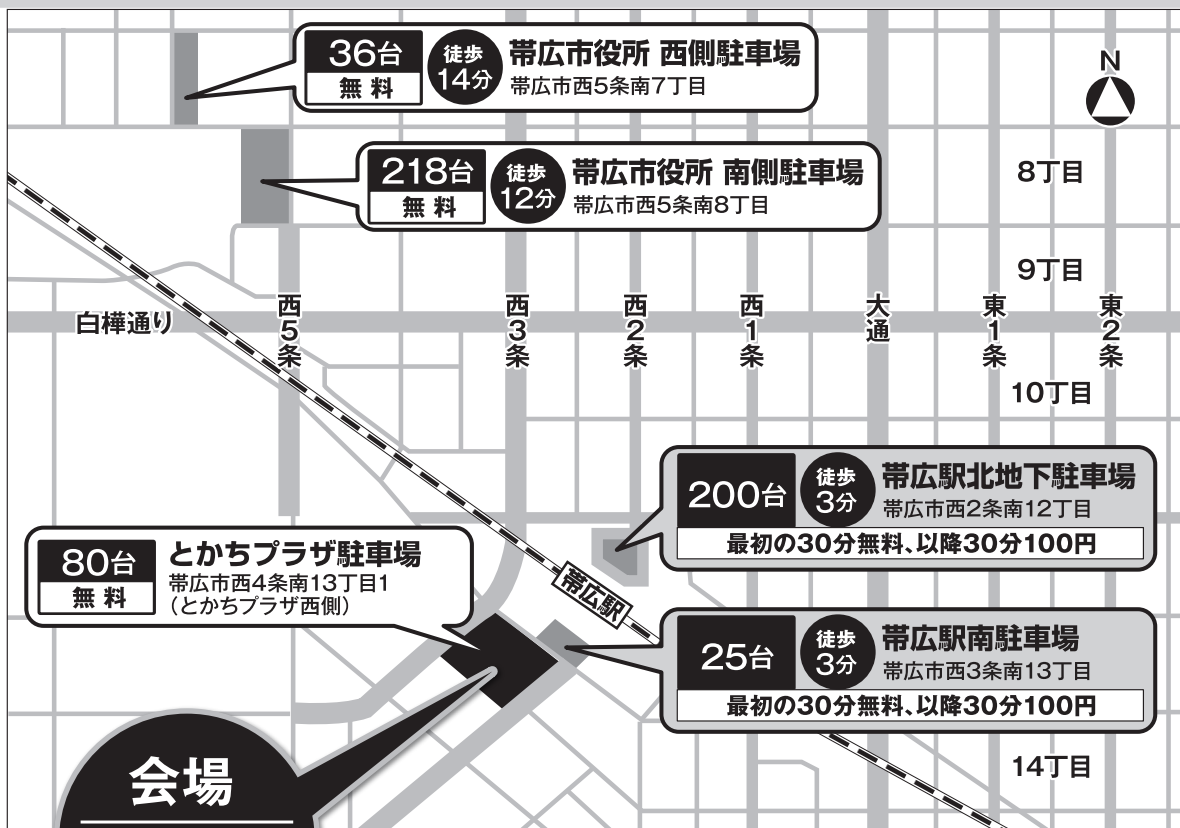 36台
無料
徒歩
14分
帯広市役所 西側駐車場
帯広市西5条南7丁目
N
218台
無料
徒歩
12分
帯広市役所 南側駐車場
帯広市西5条南8丁目
8丁目
9丁目
白樺通り
西5条
西3条
西2条
西1条
大通
東1条
東2条
10丁目
200台
徒歩
3分
帯広駅北地下駐車場
帯広市西2条南12丁目
最初の30分無料、以降30分100円
80台
無料
とかちプラザ駐車場
帯広市西4条南13丁目1
(とかちプラザ西側)
帯広駅
25台
徒歩
3分
帯広駅南駐車場
帯広市西3条南13丁目
最初の30分無料、以降30分100円
会場
14丁目